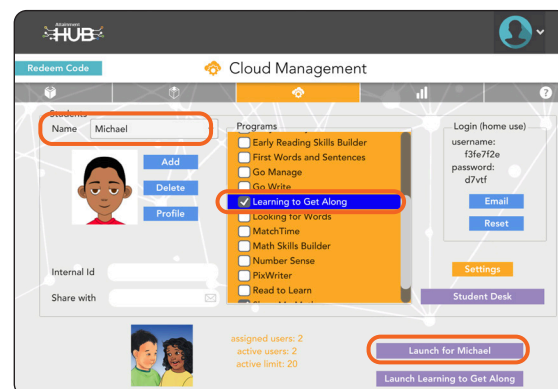 Attainment
HUB
Redeem Code
Cloud Management
Students
Name Michael
Add
Delete
Profile
Internal Id
Share with
Programs
Early Reading Skills Builder
First Words and Sentences
Go Manage
Go Write
Learning to Get Along
Looking for Words
MatchTime
Math Skills Builder
Number Sense
PixWriter
Read to Learn
Login (home use)
username:
f3fe7f2e
password:
d7vtf
Email
Reset
Settings
Student Desk
assigned users: 2
active users: 2
active limit: 20
Launch for Michael
Launch Learning to Get Along